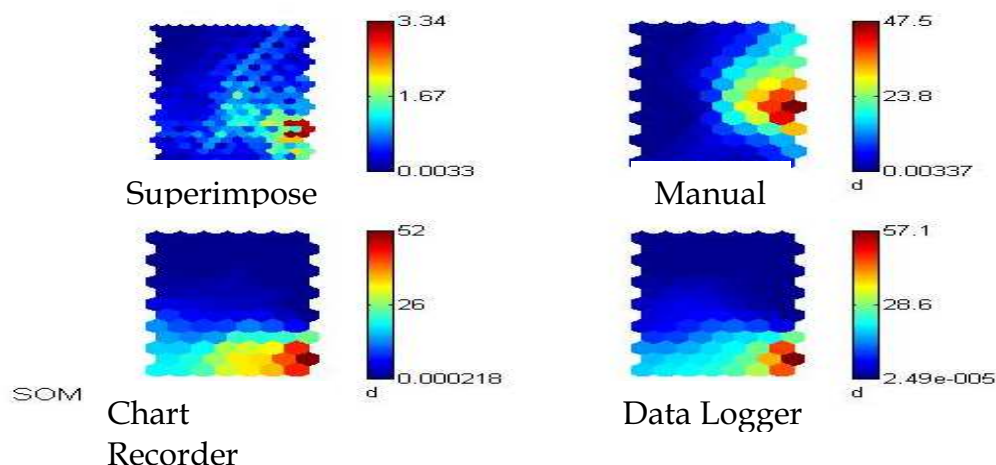 3.34
1.67
0.0033
Superimpose
47.5
23.8
0.00337
d
Manual
52
26
0.000218
d
Chart
Recorder
57.1
28.6
2.49e-005
d
Data Logger
SOM